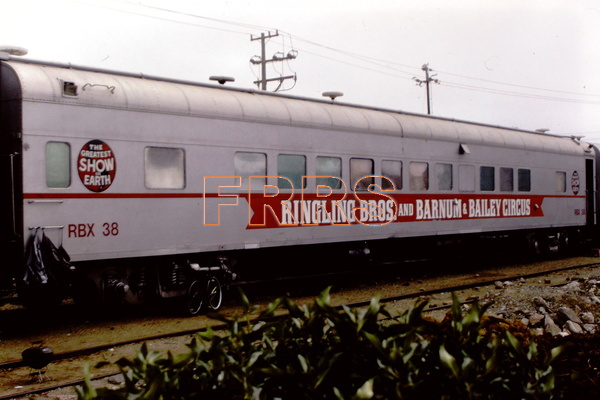 THE
GREATEST
SHOW
ON
EARTH
RBX 38
RINGLING BROS. AND BARNUM & BAILEY CIRCUS
FRRS